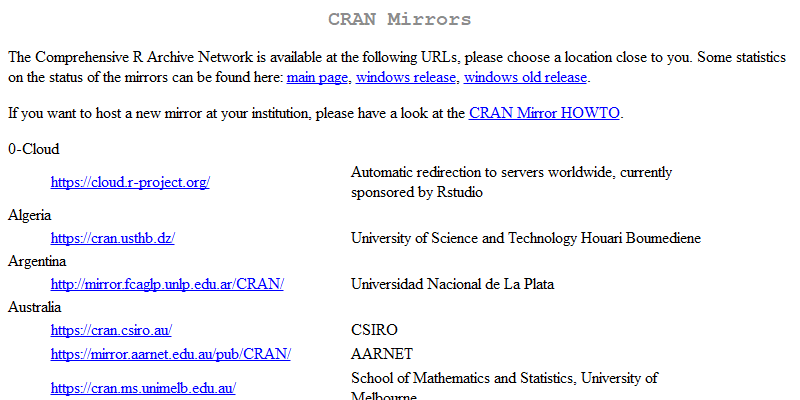 CRAN Mirrors
The Comprehensive R Archive Network is available at the following URLs, please choose a location close to you. Some statistics
on the status of the mirrors can be found here: main page, windows release, windows old release.
If you want to host a new mirror at your institution, please have a look at the CRAN Mirror HOWTO.
0-Cloud
https://cloud.r-project.org/
Automatic redirection to servers worldwide, currently
sponsored by Rstudio
Algeria
https://cran.usthb.dz/
University of Science and Technology Houari Boumediene
Argentina
http://mirror.fcaglp.unlp.edu.ar/CRAN/
Universidad Nacional de La Plata
Australia
https://cran.csiro.au/
CSIRO
https://mirror.aarnet.edu.au/pub/CRAN/
AARNET
https://cran.ms.unimelb.edu.au/
School of Mathematics and Statistics, University of
Melbourne